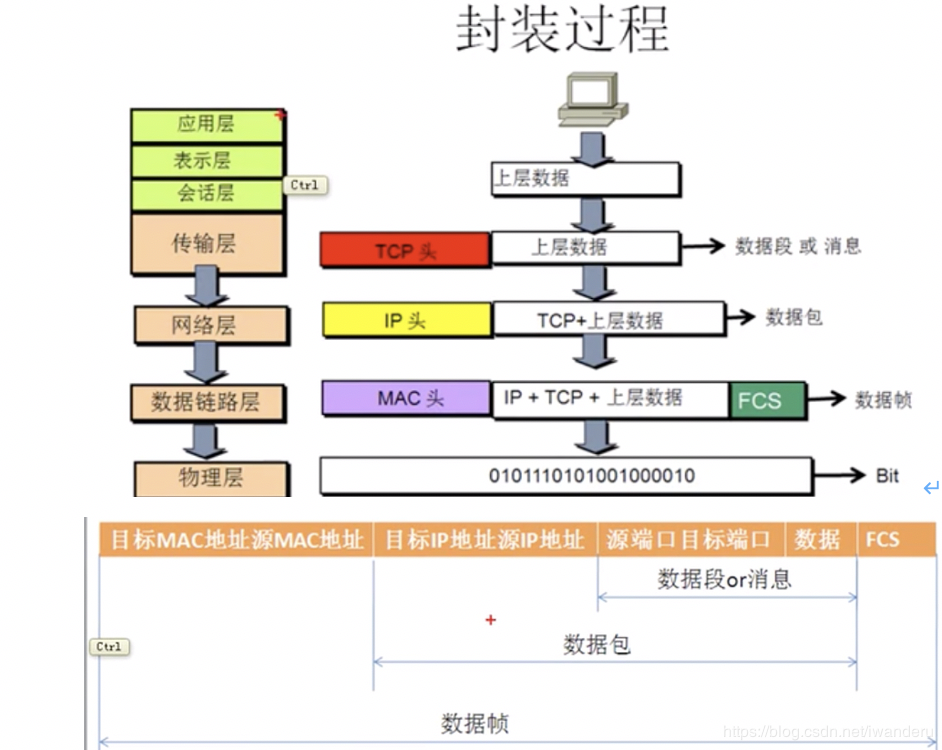 封装过程
应用层
表示层
会话层
Ctrl
传输层
网络层
数据链路层
物理层
上层数据
TCP 头 上层数据 数据段 或 消息
IP 头 TCP+上层数据 数据包
MAC 头 IP + TCP + 上层数据 FCS 数据帧
0101110101001000010 Bit
目标MAC地址源MAC地址 目标IP地址源IP地址 源端口目标端口 数据 FCS
数据段or消息
Ctrl
数据包
数据帧
https://blog.csdn.net/iwanderu